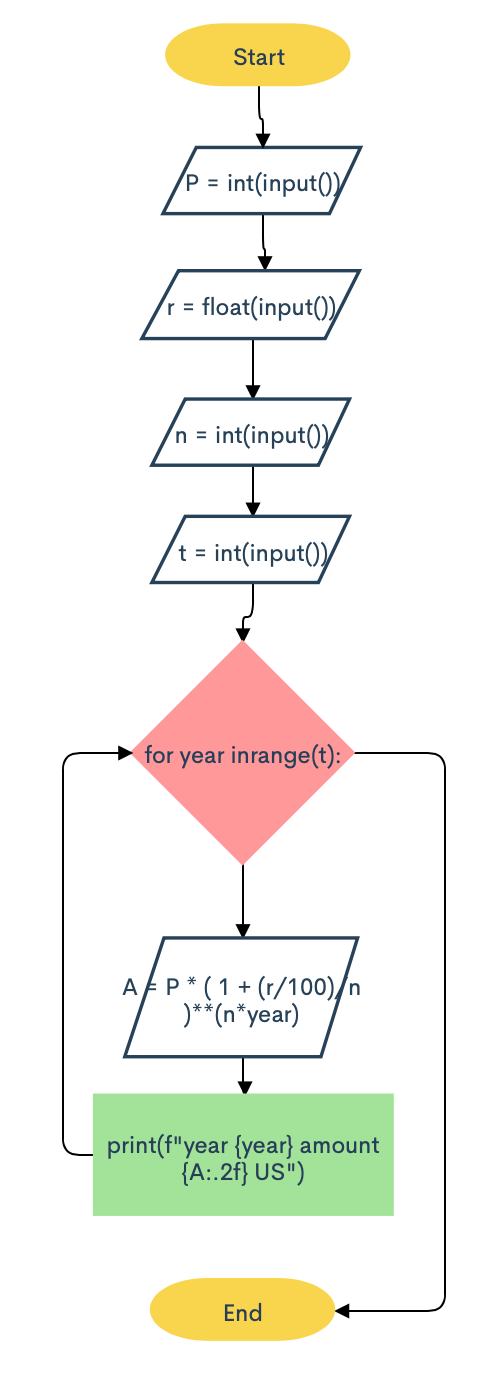 Start
P = int(input())
r = float(input())
n = int(input())
t = int(input())
for year inrange(t):
A = P * ( 1 + (r/100)/n
)**(n*year)
print(f"year {year} amount
{A:.2f} US")
End